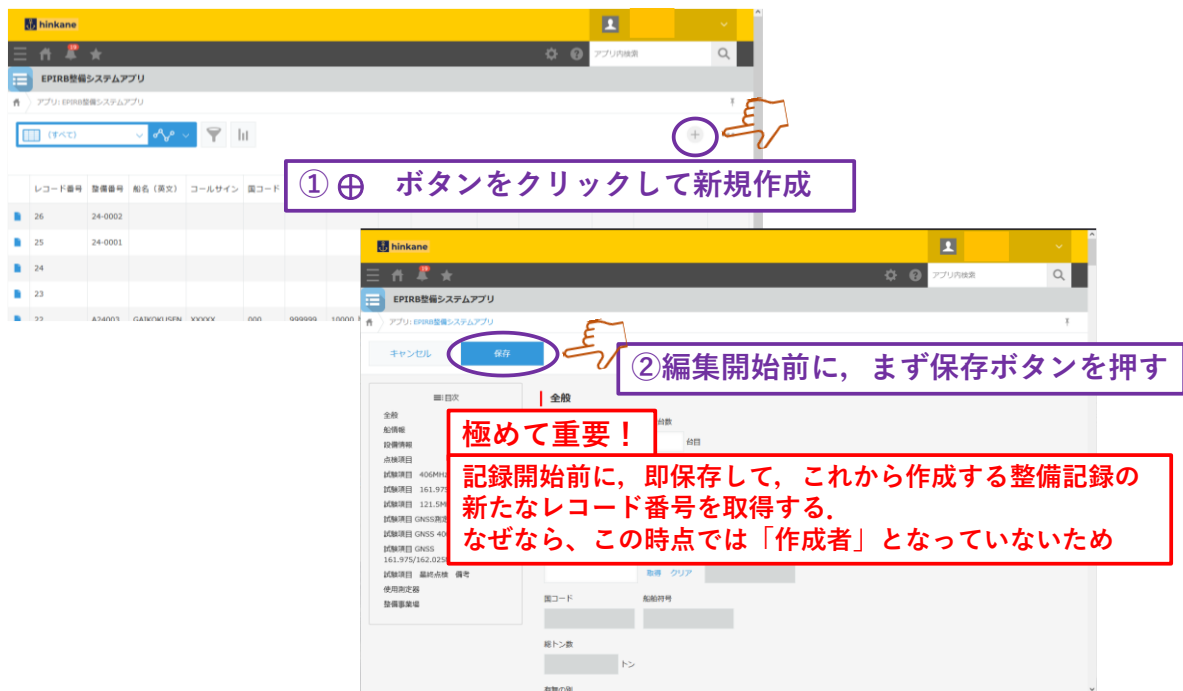 hinkane
19
アプリ内検索
EPIRB整備システムアプリ
アプリ: EPIRB整備システムアプリ
(すべて)
① ⊕ ボタンをクリックして新規作成
レコード番号 整備番号 船名（英文） コールサイン 国コード
26 24-0002
25 24-0001
24
23
22 A24003 GAIKOKUSEN XXXXX 000 999999 10000
hinkane
19
アプリ内検索
EPIRB整備システムアプリ
アプリ: EPIRB整備システムアプリ
キャンセル 保存
②編集開始前に，まず保存ボタンを押す
目次
全般
船情報
設備情報
点検項目
試験項目 406MHz
試験項目 161.975
試験項目 121.5M
試験項目 GNSS測定
試験項目 GNSS 40
試験項目 GNSS
161.975/162.025
試験項目 最終点検 備考
使用測定器
整備事業場
全般
台数
台目
極めて重要！
記録開始前に，即保存して，これから作成する整備記録の
新たなレコード番号を取得する．
なぜなら、この時点では「作成者」となっていないため
取得 クリア
国コード 船舶符号
総トン数
トン